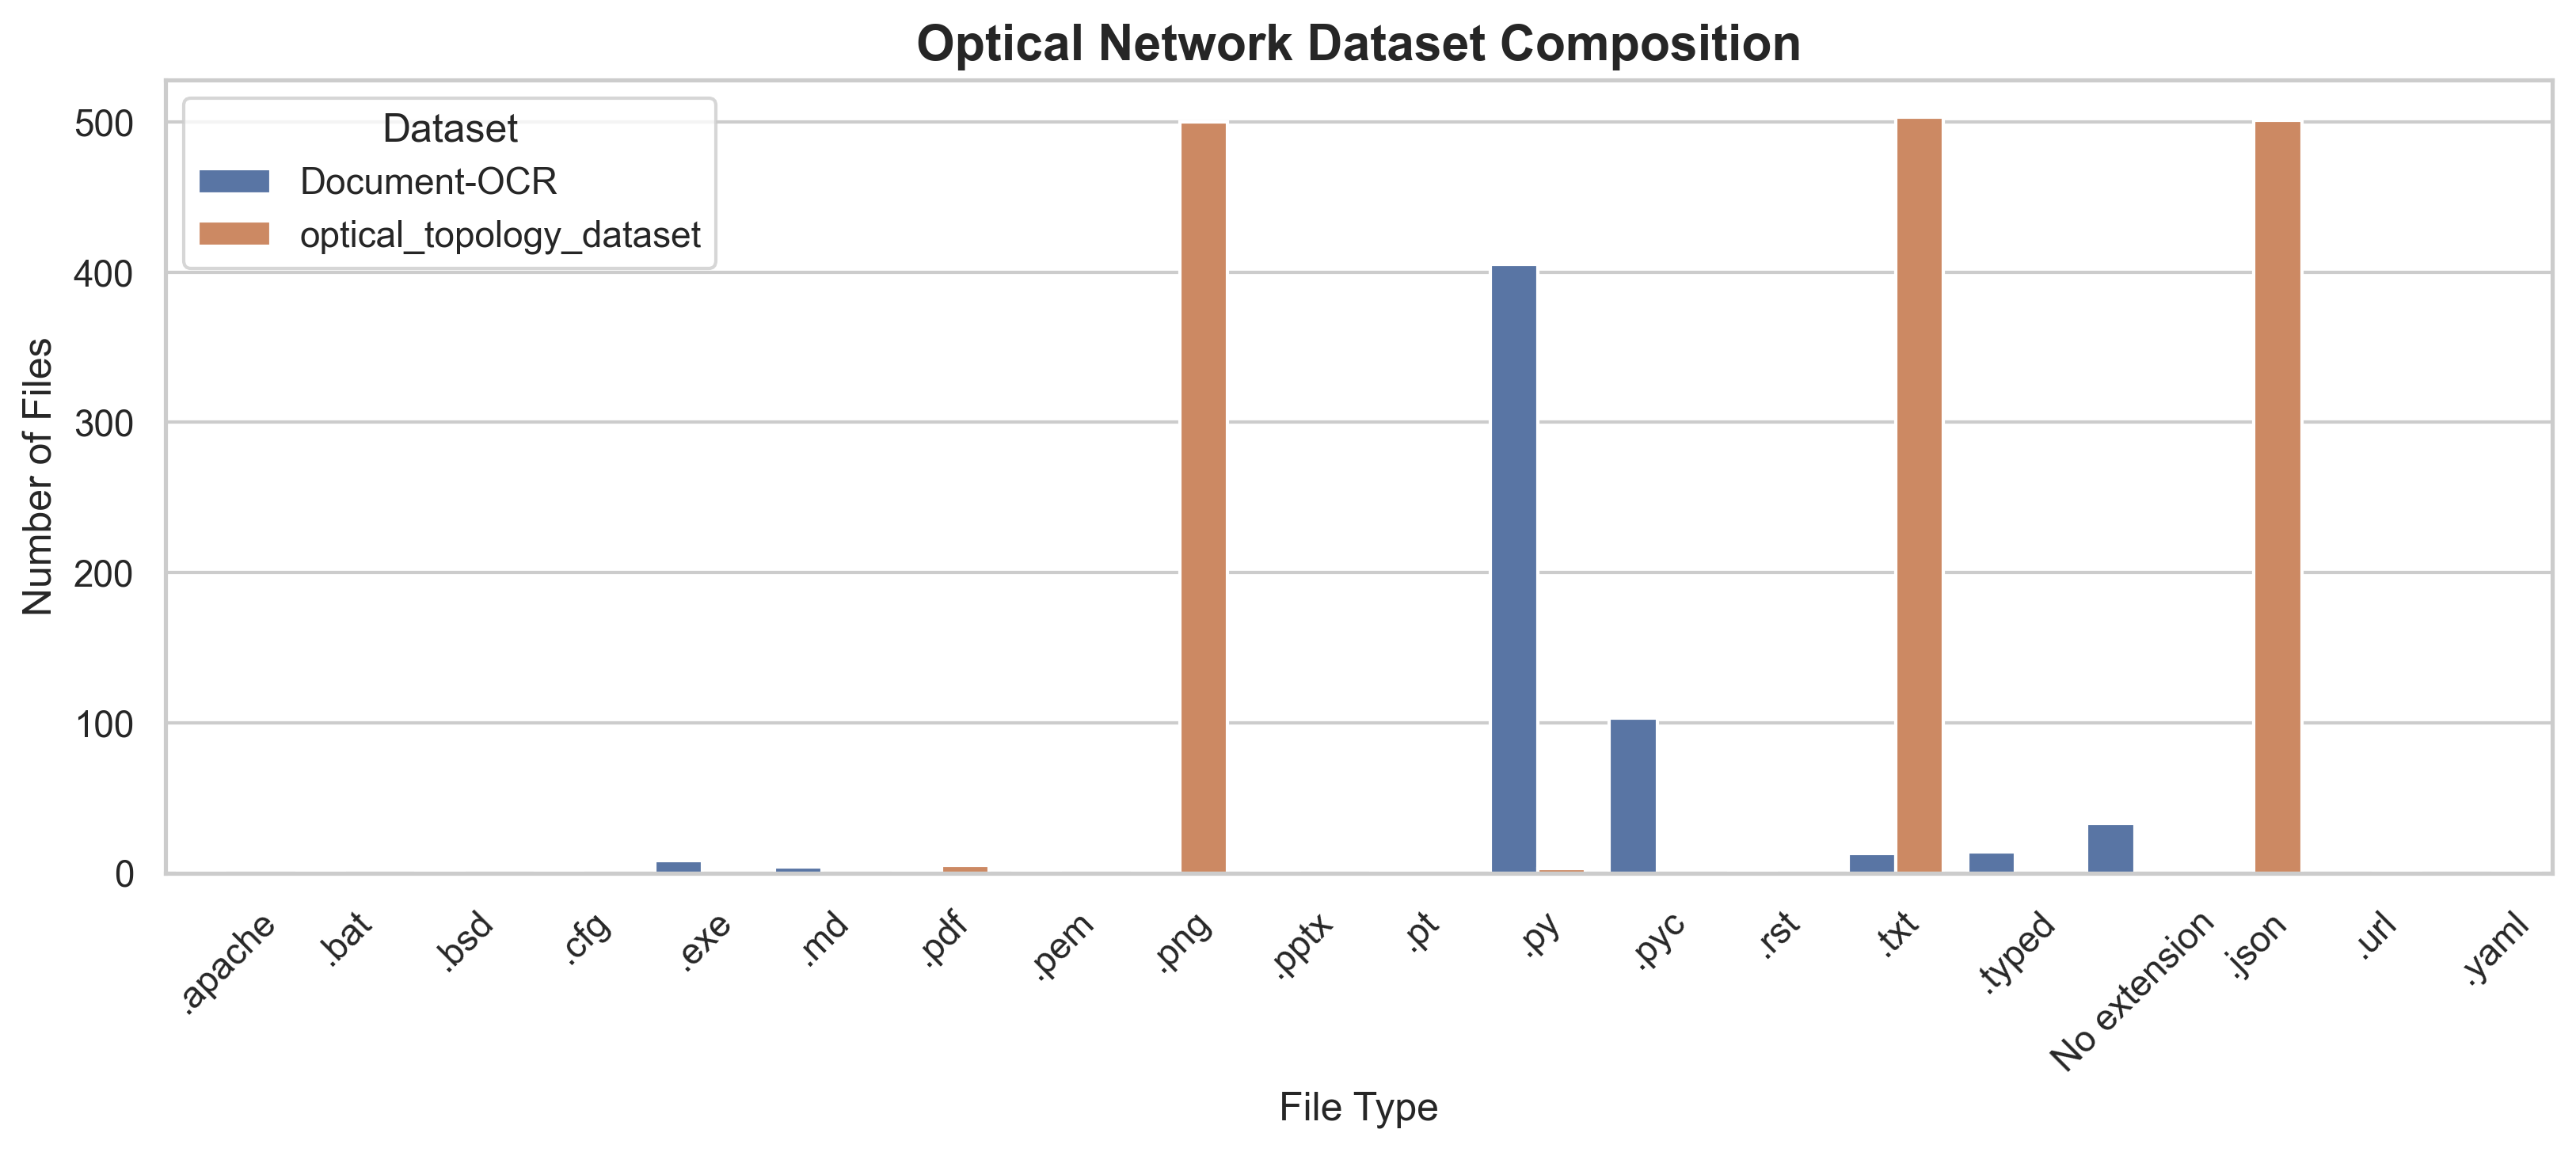 Optical Network Dataset Composition
Dataset
Document-OCR
optical_topology_dataset
Number of Files
500
400
300
200
100
0
.apache
.bat
.bsd
.cfg
.exe
.md
.pdf
.pem
.png
.pptx
.pt
.py
.pyc
.rst
.txt
.typed
No extension
.json
.url
.yaml
File Type